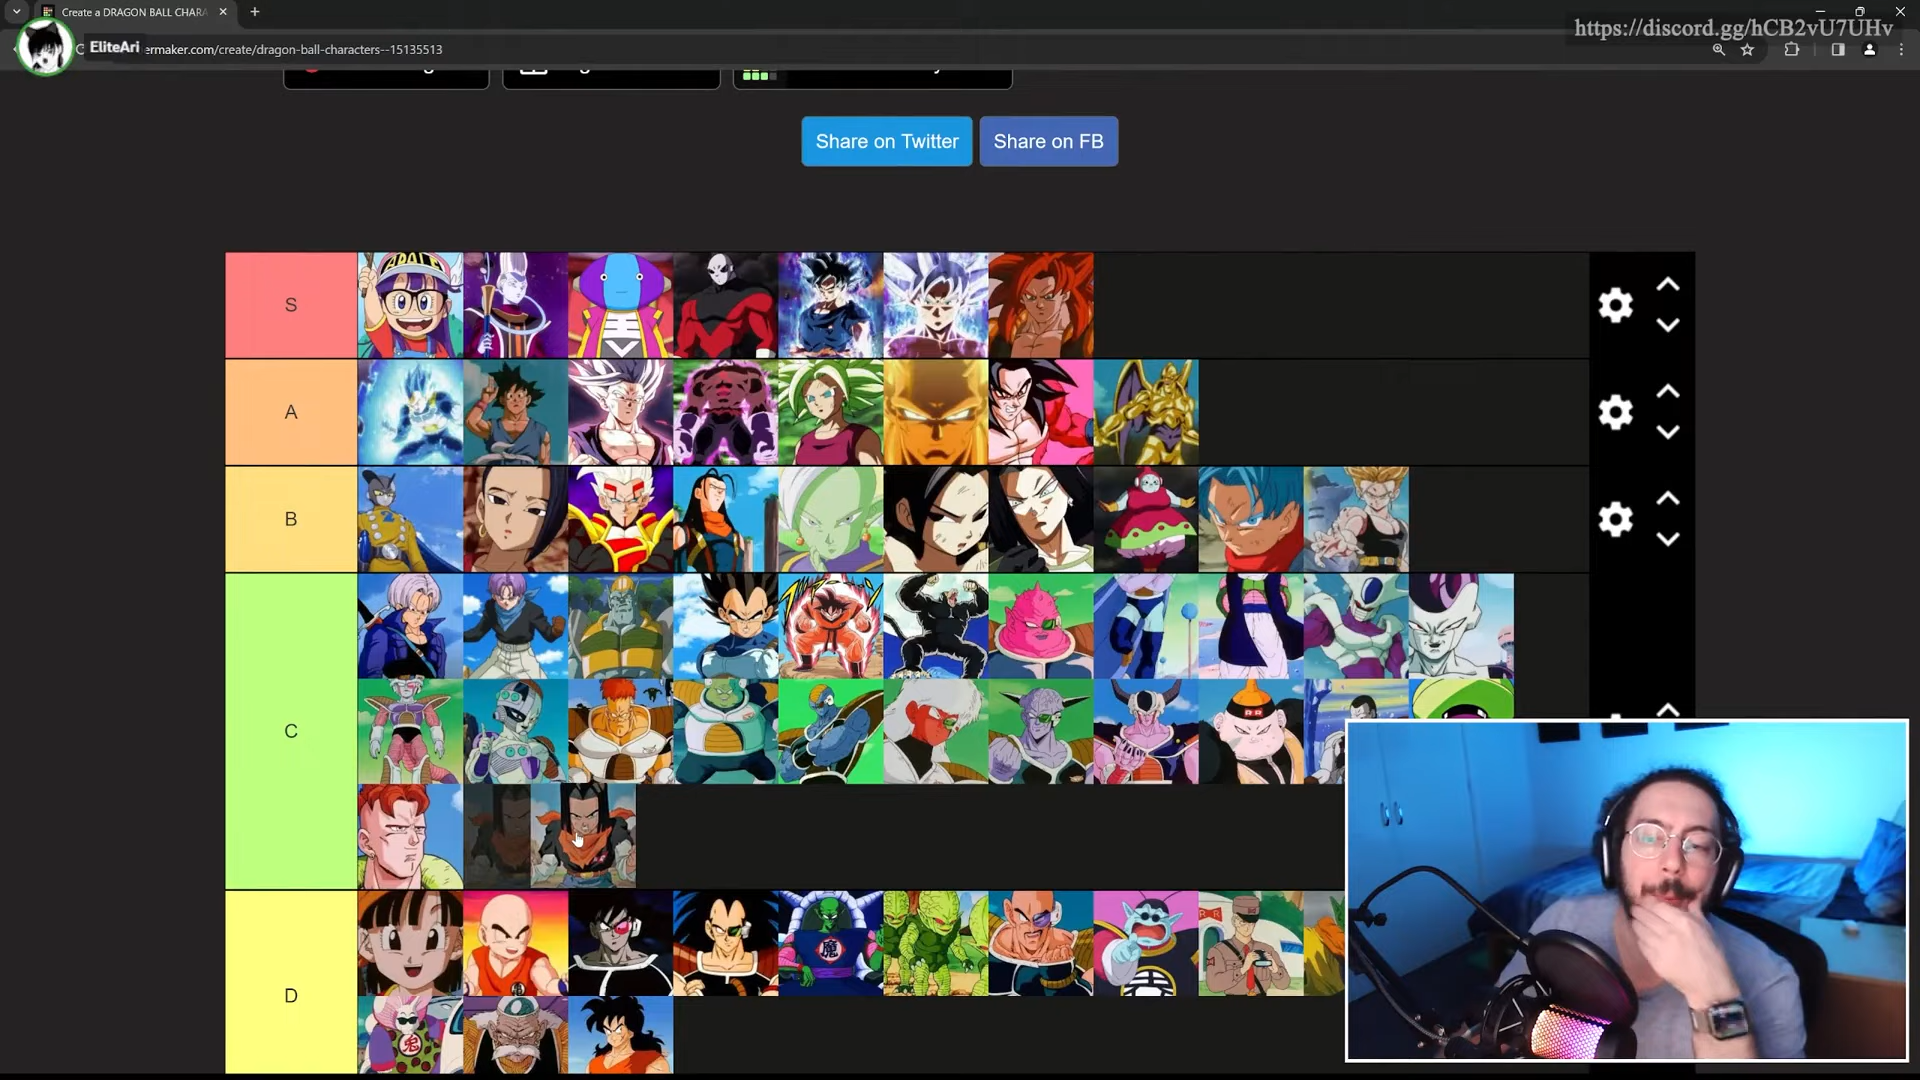 Create a DRAGON BALL CHARA
https://discord.gg/hCB2vU7UHv
EliteAri
ermaker.com/create/dragon-ball-characters--15135513
Share on Twitter
Share on FB
S
A
B
C
D